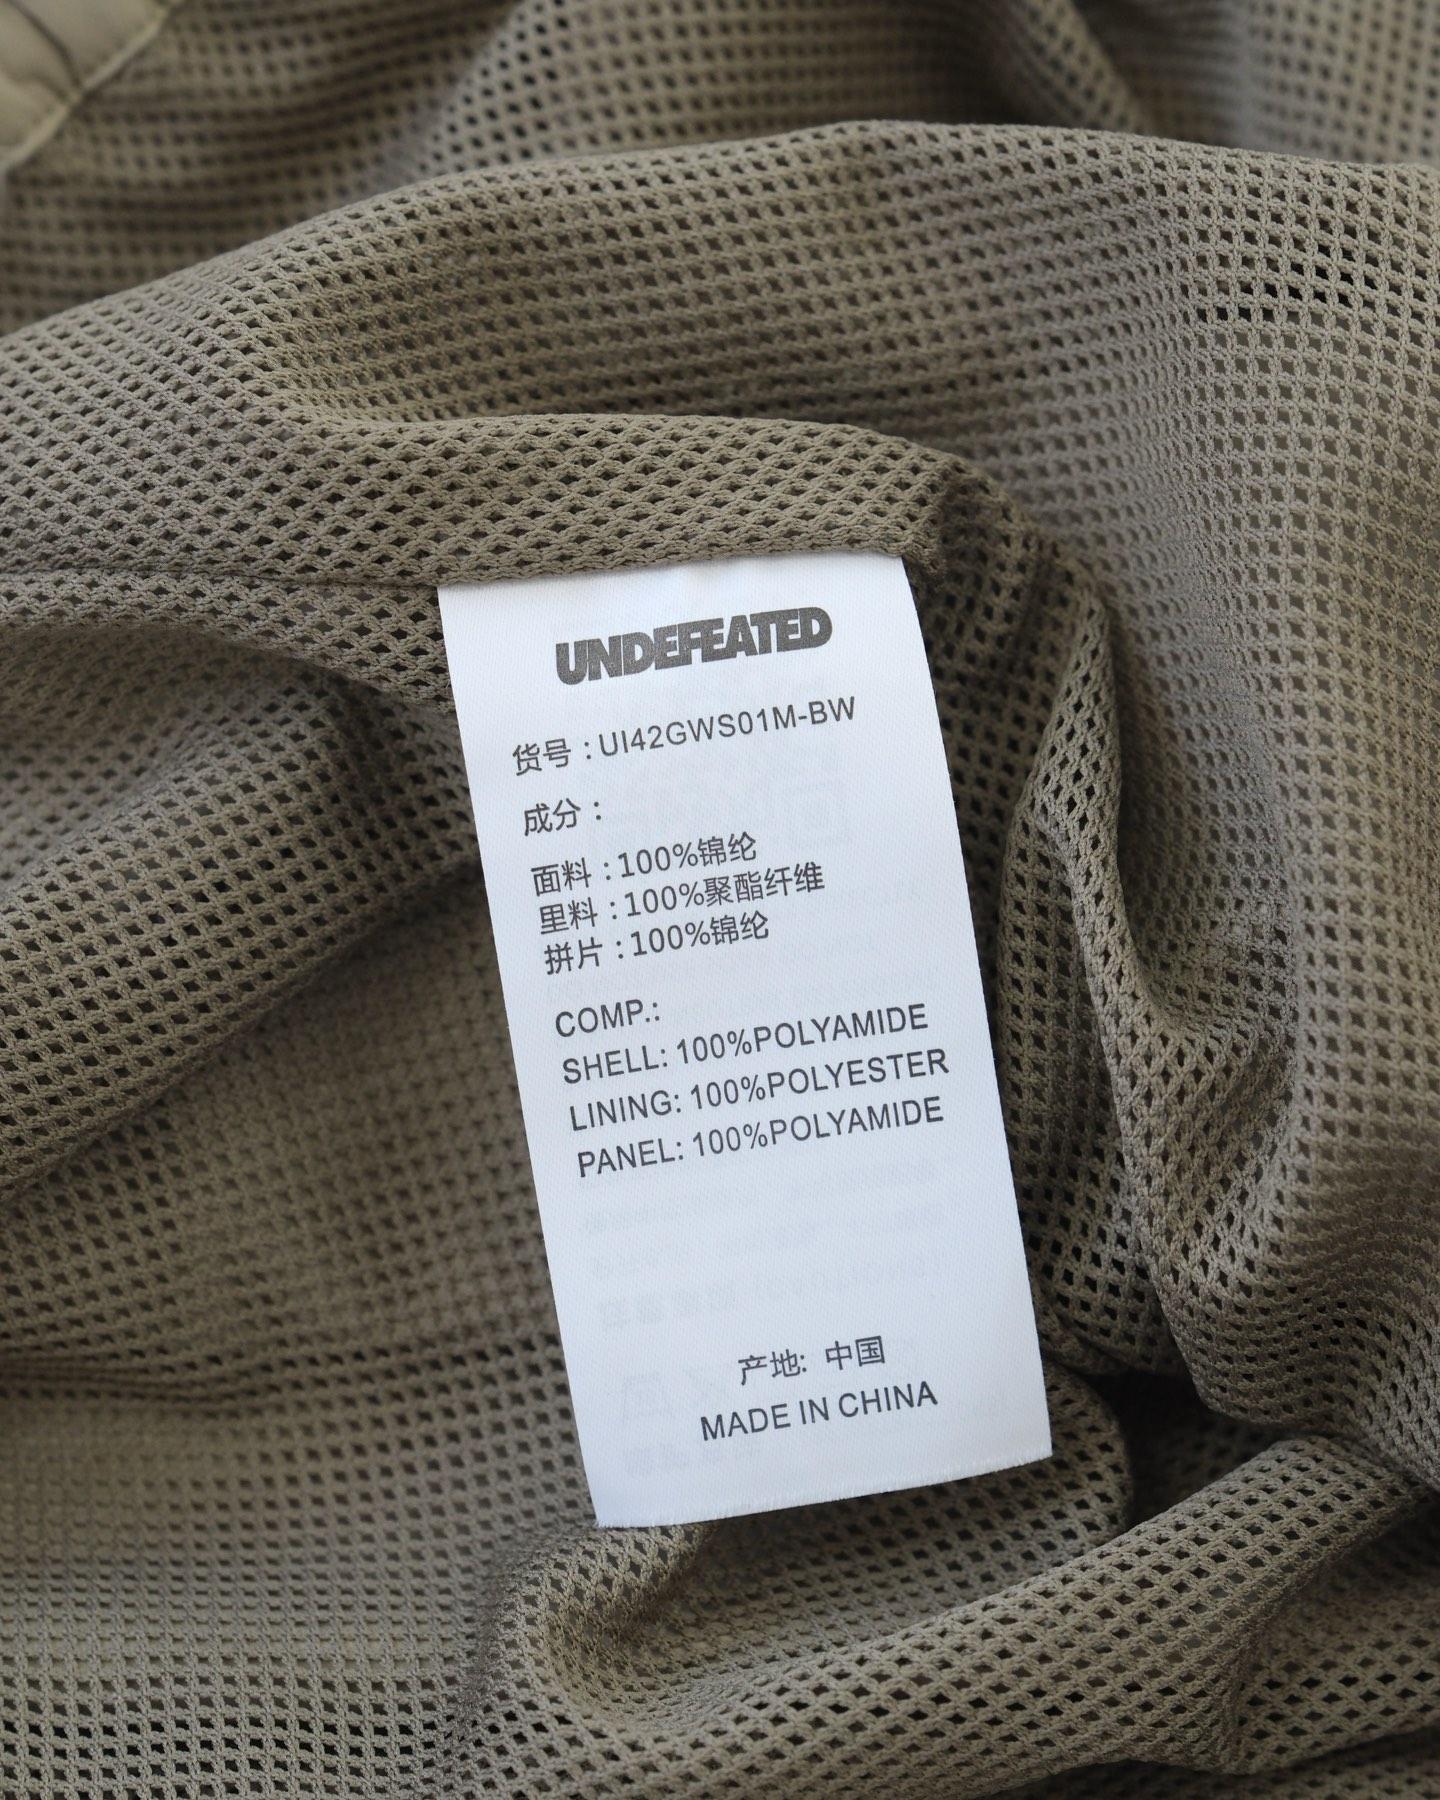 UNDEFEATED
货号：UI42GWS01M-BW
成分：
面料：100%锦纶
里料：100%聚酯纤维
拼片：100%锦纶
COMP.:
SHELL: 100%POLYAMIDE
LINING: 100%POLYESTER
PANEL: 100%POLYAMIDE
产地: 中国
MADE IN CHINA